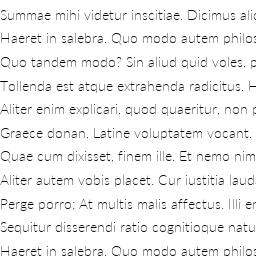 Summae mihi videtur inscitiae. Dicimus alic
Haeret in salebra. Quo modo autem philos
Quo tandem modo? Sin aliud quid voles, p
Tollenda est atque extrahenda radicitus. H
Aliter enim explicari, quod quaeritur, non p
Graece donan, Latine voluptatem vocant.
Quae cum dixisset, finem ille. Et nemo nim
Aliter autem vobis placet. Cur iustitia laud
Perge porro; At multis malis affectus. Illi en
Sequitur disserendi ratio cognitioque natu
Haeret in salebra. Quo modo autem philos